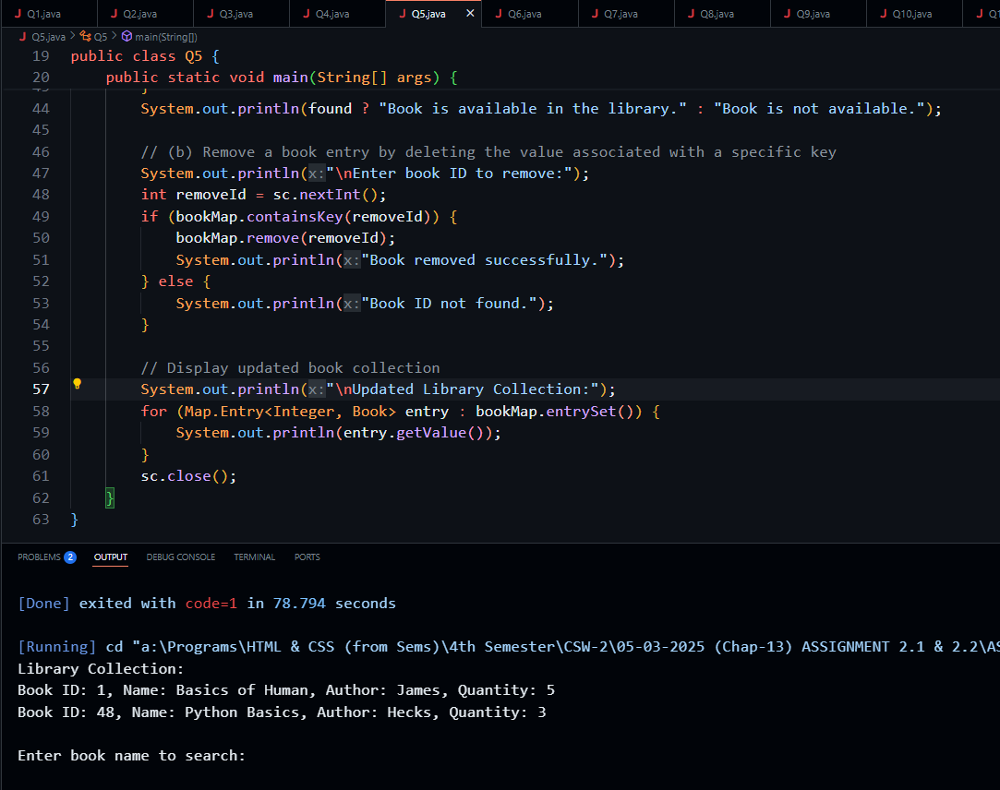 Q1.java Q2.java Q3.java Q4.java Q5.java Q6.java Q7.java Q8.java Q9.java Q10.java
Q5.java > Q5 > main(String[])
19 public class Q5 {
20 public static void main(String[] args) {
44 System.out.println(found ? "Book is available in the library." : "Book is not available.");
45
46 // (b) Remove a book entry by deleting the value associated with a specific key
47 System.out.println(x:"\nEnter book ID to remove:");
48 int removeId = sc.nextInt();
49 if (bookMap.containsKey(removeId)) {
50 bookMap.remove(removeId);
51 System.out.println(x:"Book removed successfully.");
52 } else {
53 System.out.println(x:"Book ID not found.");
54 }
55
56 // Display updated book collection
57 System.out.println(x:"\nUpdated Library Collection:");
58 for (Map.Entry<Integer, Book> entry : bookMap.entrySet()) {
59 System.out.println(entry.getValue());
60 }
61 sc.close();
62 }
63 }
PROBLEMS 2 OUTPUT DEBUG CONSOLE TERMINAL PORTS
[Done] exited with code=1 in 78.794 seconds
[Running] cd "a:\Programs\HTML & CSS (from Sems)\4th Semester\CSW-2\05-03-2025 (Chap-13) ASSIGNMENT 2.1 & 2.2\AS
Library Collection:
Book ID: 1, Name: Basics of Human, Author: James, Quantity: 5
Book ID: 48, Name: Python Basics, Author: Hecks, Quantity: 3
Enter book name to search: